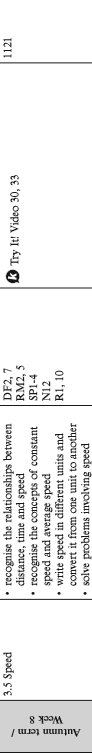 Autumn term /
Week 8
3.5 Speed
• recognise the relationships between
distance, time and speed
• recognise the concepts of constant
speed and average speed
• write speed in different units and
convert it from one unit to another
• solve problems involving speed
DF2, 7
RM2, 5
SP1-4
N12
R1, 10
Try It! Video 30, 33
1121